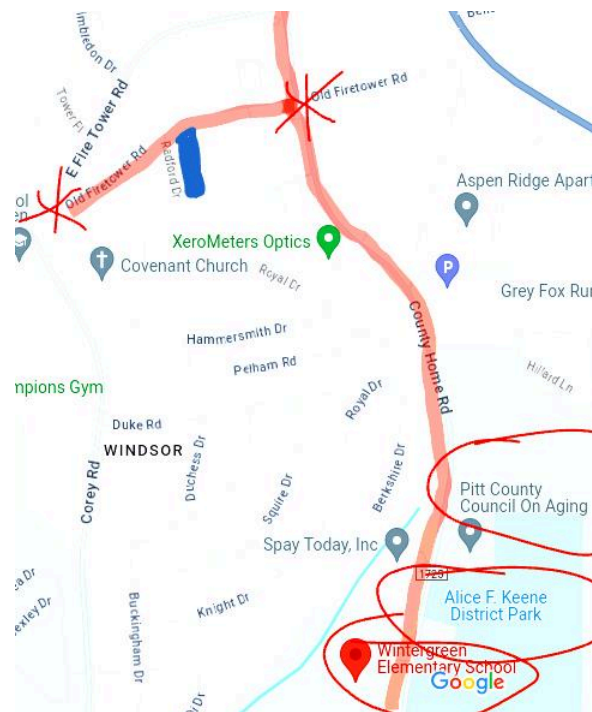 Wimbledon Dr
Tower Pl
E Fire Tower Rd
Old Firetower Rd
Old Firetower Rd
Radford Dr
Aspen Ridge Apart
XeroMeters Optics
Covenant Church
Royal Dr
P
Grey Fox Run
Hammersmith Dr
Pelham Rd
County Home Rd
Hillard Ln
mpions Gym
Royal Dr
Duke Rd
WINDSOR
Corey Rd
Duchess Dr
Squire Dr
Berkshire Dr
Pitt County
Council On Aging
Spay Today, Inc
1725
Alice F. Keene
District Park
Knight Dr
Buckingham Dr
Wintergreen
Elementary School
Google